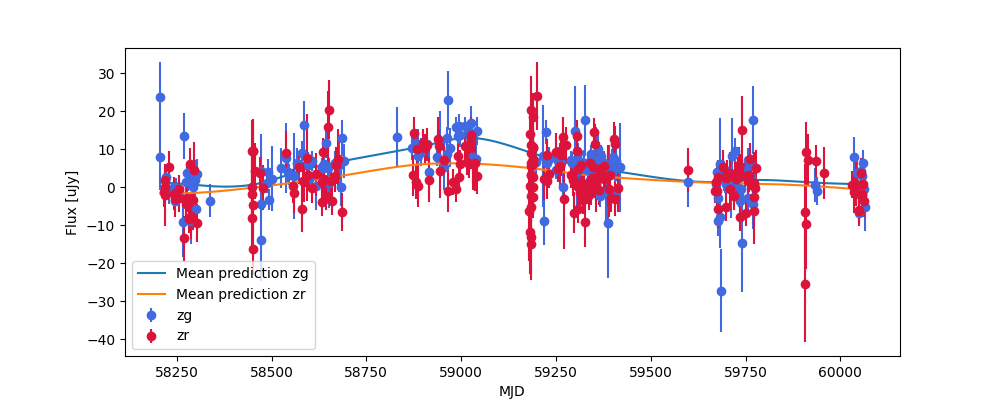 30
20
10
0
−10
−20
−30
−40
Flux [uJy]
Mean prediction zg
Mean prediction zr
zg
zr
58250 58500 58750 59000 59250 59500 59750 60000
MJD